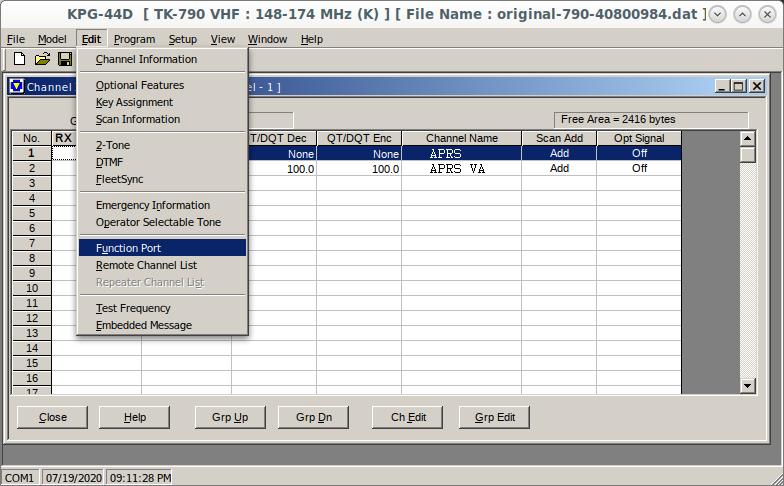 KPG-44D [ TK-790 VHF : 148-174 MHz (K) ] [ File Name : original-790-40800984.dat ]
File Model Edit Program Setup View Window Help
Channel Information
Optional Features
Key Assignment
Scan Information
2-Tone
DTMF
FleetSync
Emergency Information
Operator Selectable Tone
Function Port
Remote Channel List
Repeater Channel List
Test Frequency
Embedded Message
Channel el - 1 ]
G Free Area = 2416 bytes
No. RX T/DQT Dec QT/DQT Enc Channel Name Scan Add Opt Signal
1 None None APRS Add Off
2 100.0 100.0 APRS VA Add Off
3
4
5
6
7
8
9
10
11
12
13
14
15
16
17
Close Help Grp Up Grp Dn Ch Edit Grp Edit
COM1 07/19/2020 09:11:28 PM